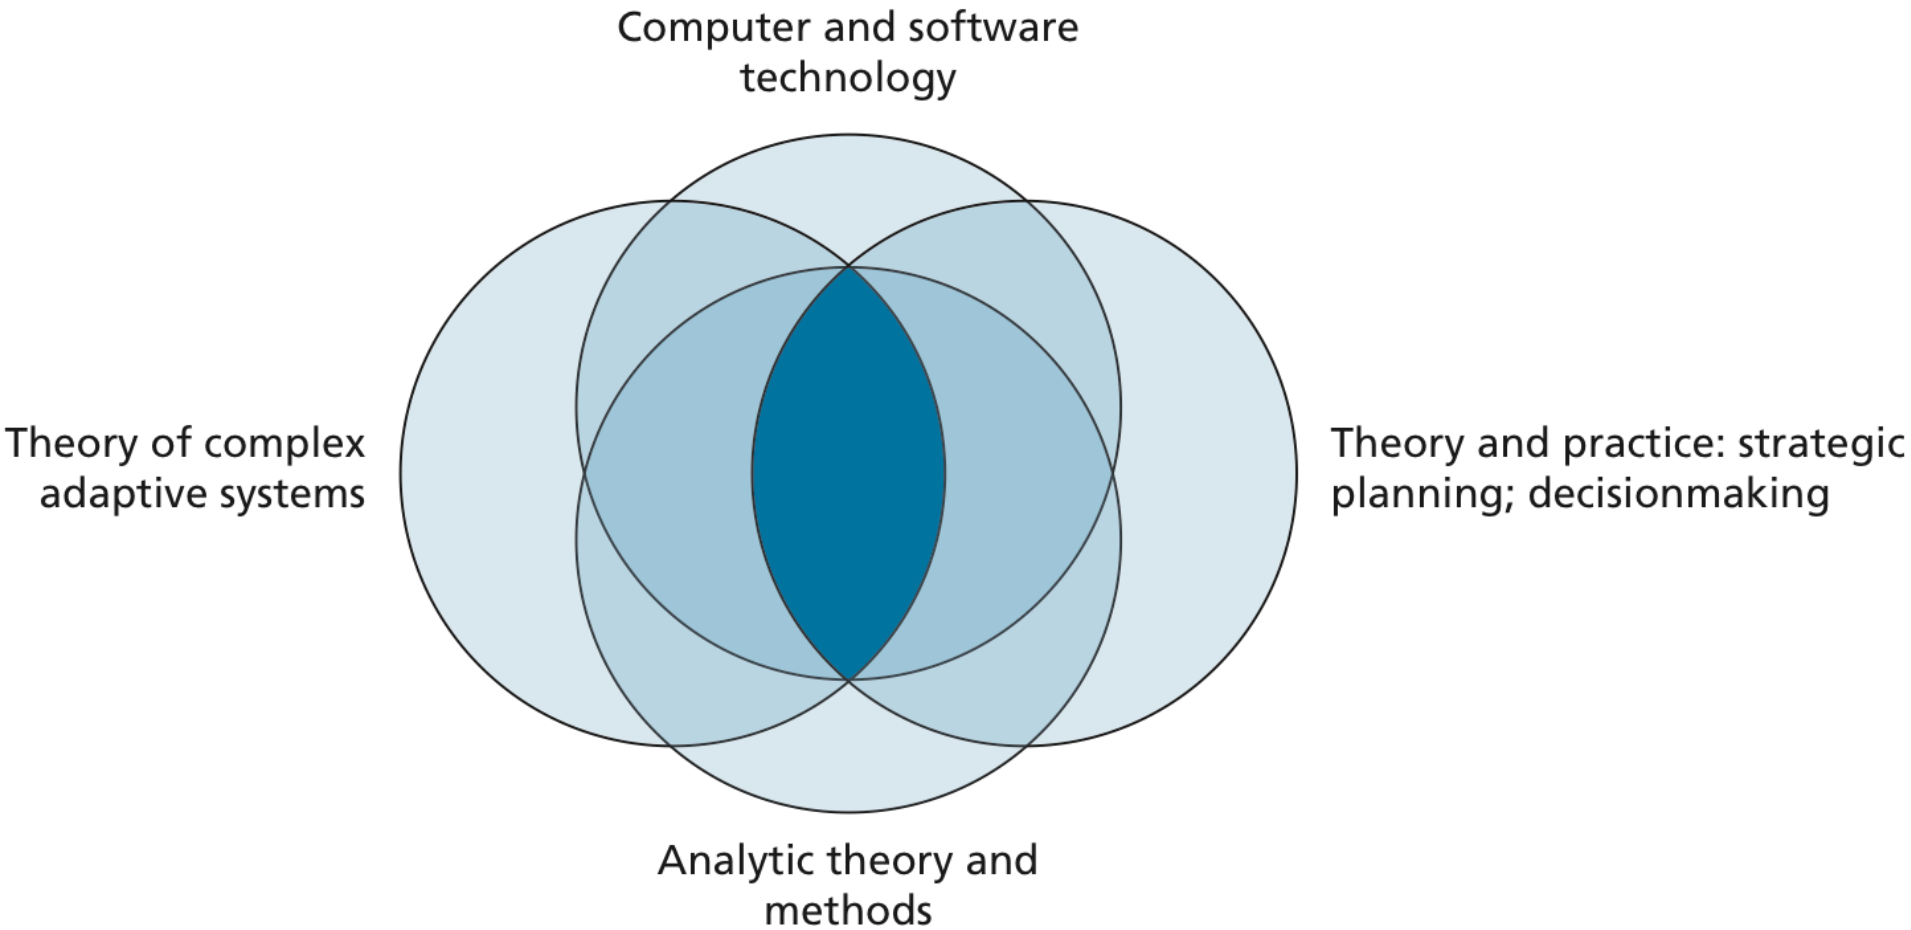 Computer and software
technology
Theory of complex
adaptive systems
Theory and practice: strategic
planning; decisionmaking
Analytic theory and
methods